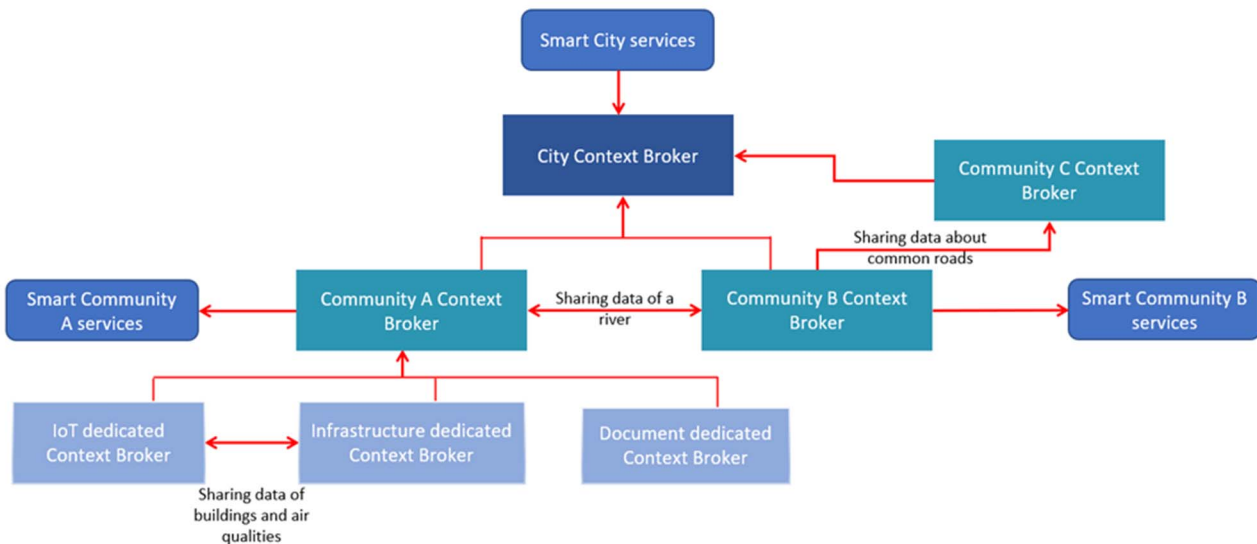 Smart City services
City Context Broker
Community C Context
Broker
Sharing data about
common roads
Smart Community
A services
Community A Context
Broker
Sharing data of a
river
Community B Context
Broker
Smart Community B
services
IoT dedicated
Context Broker
Infrastructure dedicated
Context Broker
Document dedicated
Context Broker
Sharing data of
buildings and air
qualities